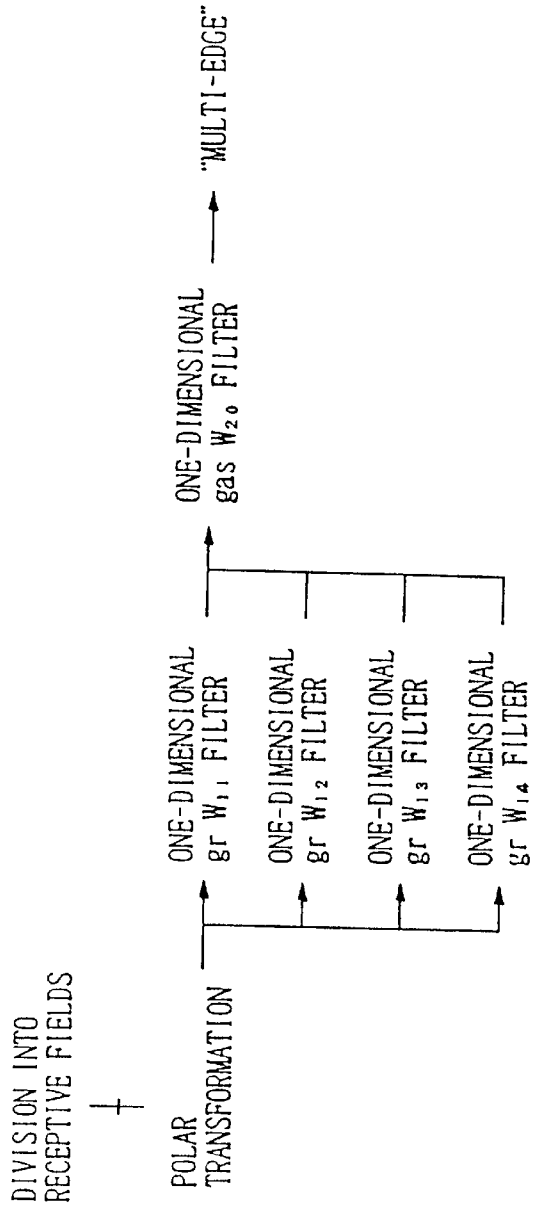 DIVISION INTO
RECEPTIVE FIELDS
POLAR
TRANSFORMATION
ONE-DIMENSIONAL
gr W₁₁ FILTER
ONE-DIMENSIONAL
gr W₁₂ FILTER
ONE-DIMENSIONAL
gr W₁₃ FILTER
ONE-DIMENSIONAL
gr W₁₄ FILTER
ONE-DIMENSIONAL
gas W₂₀ FILTER
"MULTI-EDGE"